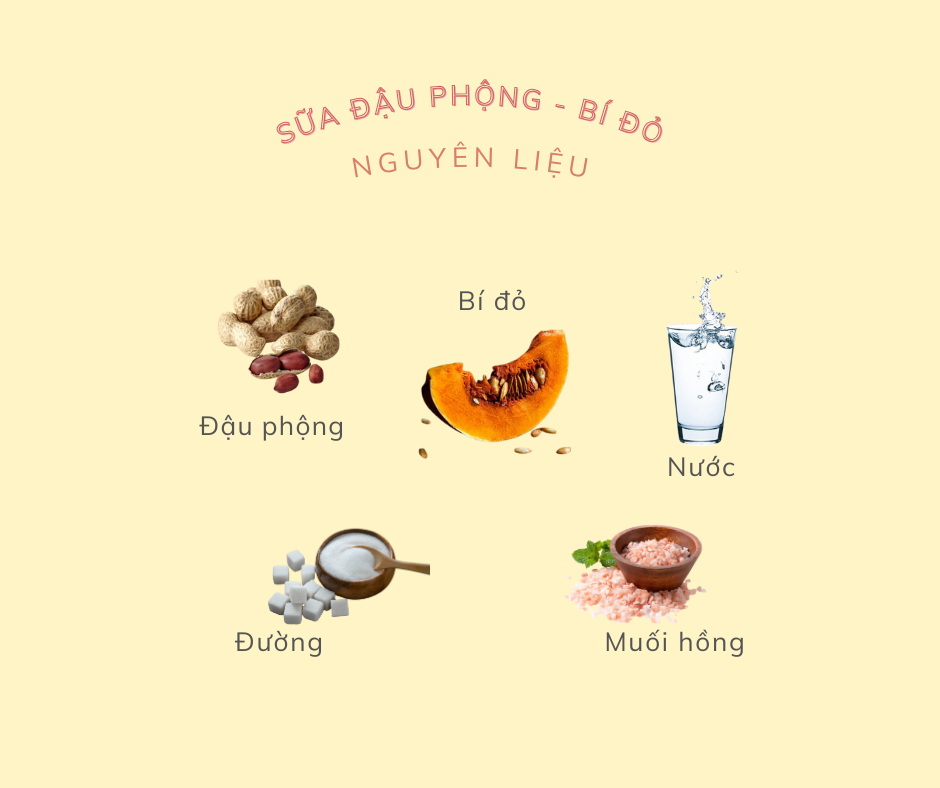 SỮA ĐẬU PHỘNG - BÍ ĐỎ
NGUYÊN LIỆU
Bí đỏ
Đậu phộng
Nước
Đường
Muối hồng